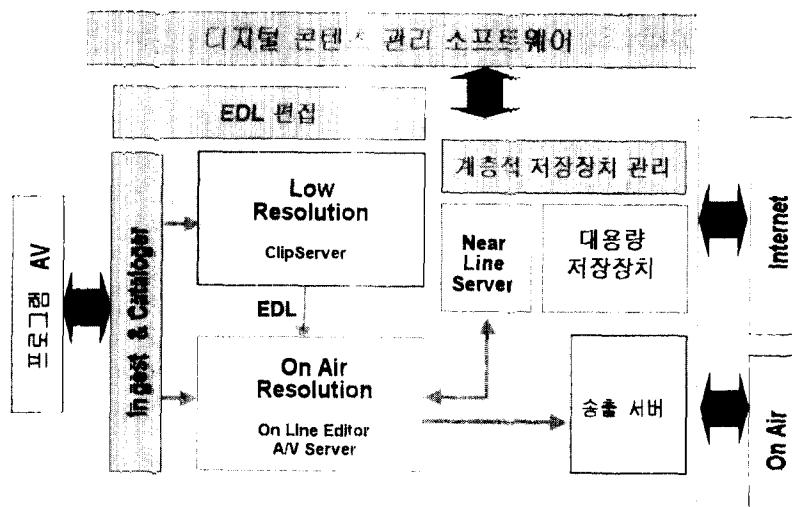 디지털 콘텐츠 관리 소프트웨어
EDL 편집
계층적 저장장치 관리
프로그램 AV
Ingest & Cataloger
Low
Resolution
ClipServer
EDL
On Air
Resolution
On Line Editor
A/V Server
Near
Line
Server
대용량
저장장치
송출 서버
Internet
On Air